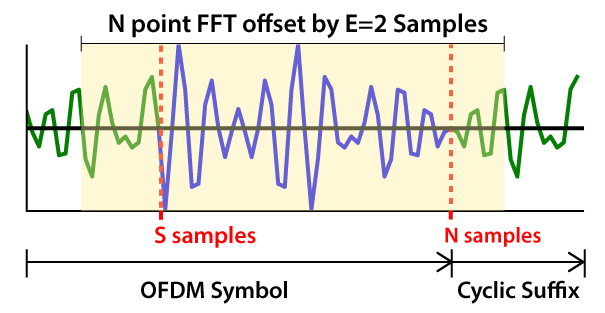 N point FFT offset by E=2 Samples
S samples
N samples
OFDM Symbol
Cyclic Suffix